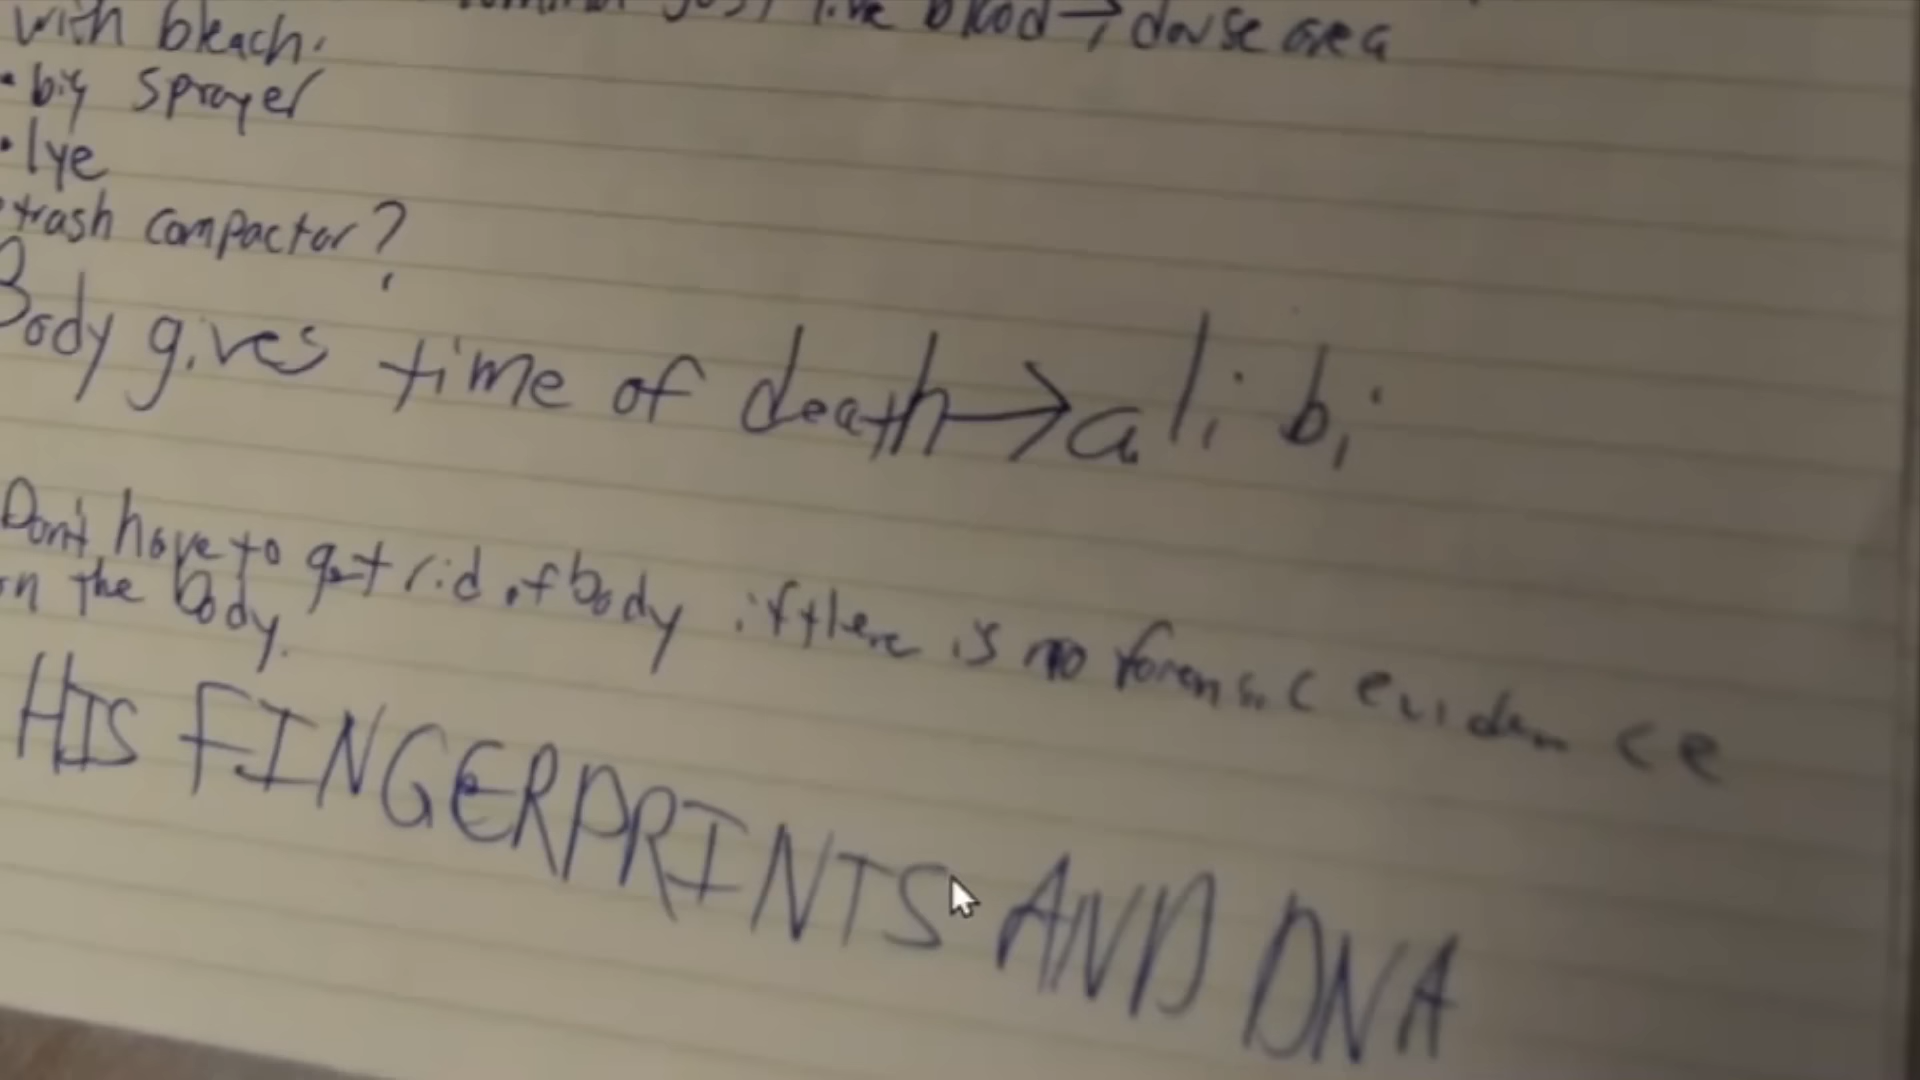 just like blood → douse area
with bleach.
• big sprayer
• lye
• trash compactor?
Body gives time of death → alibi
Don't have to get rid of body if there is no forensic evidence
on the body.
HIS FINGERPRINTS AND DNA